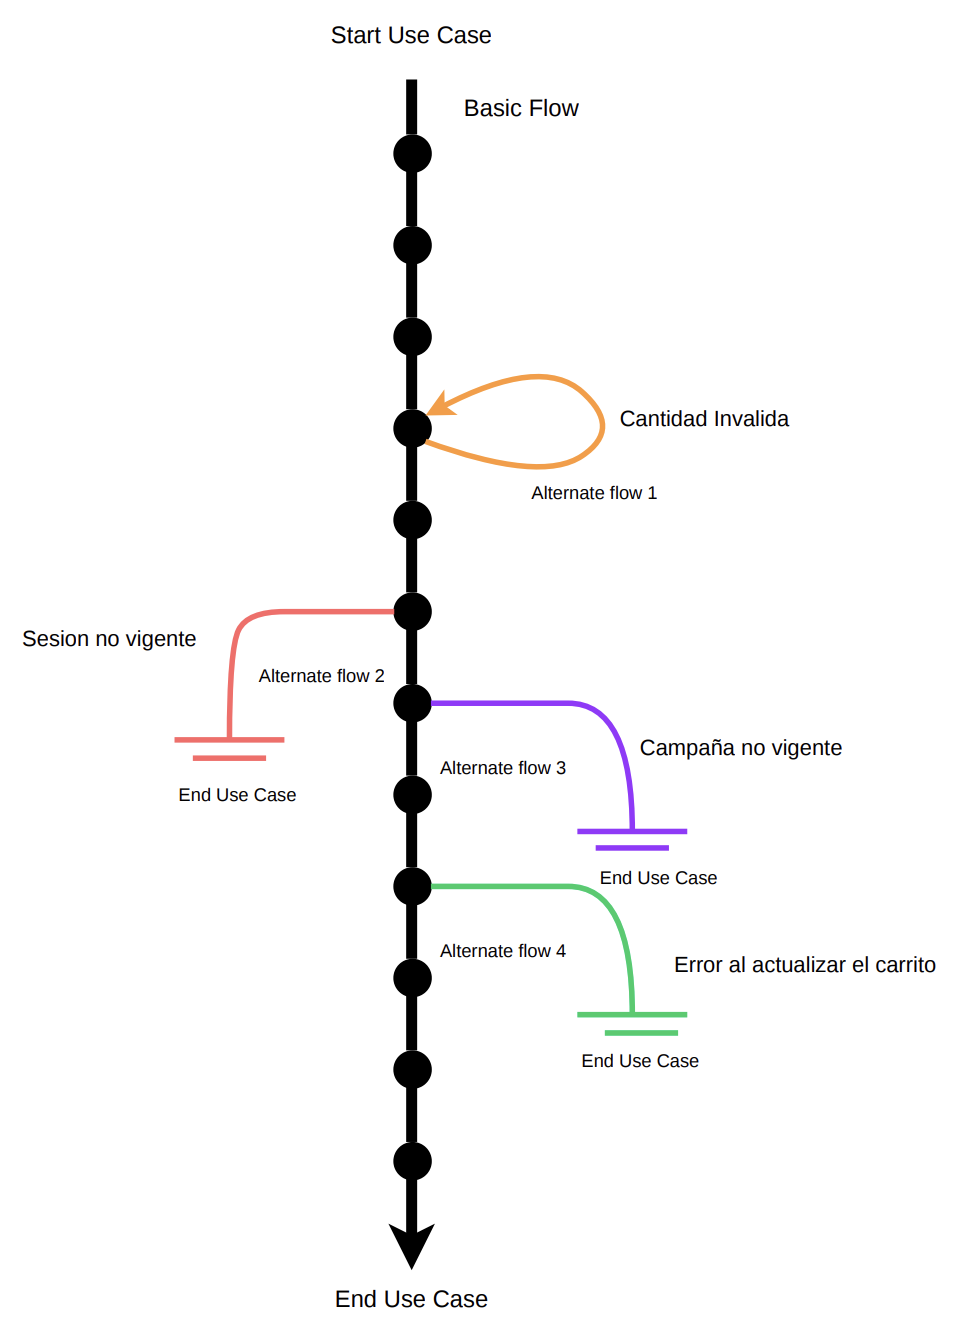 Start Use Case
Basic Flow
Cantidad Invalida
Alternate flow 1
Sesion no vigente
Alternate flow 2
Campaña no vigente
Alternate flow 3
End Use Case
End Use Case
Alternate flow 4
Error al actualizar el carrito
End Use Case
End Use Case